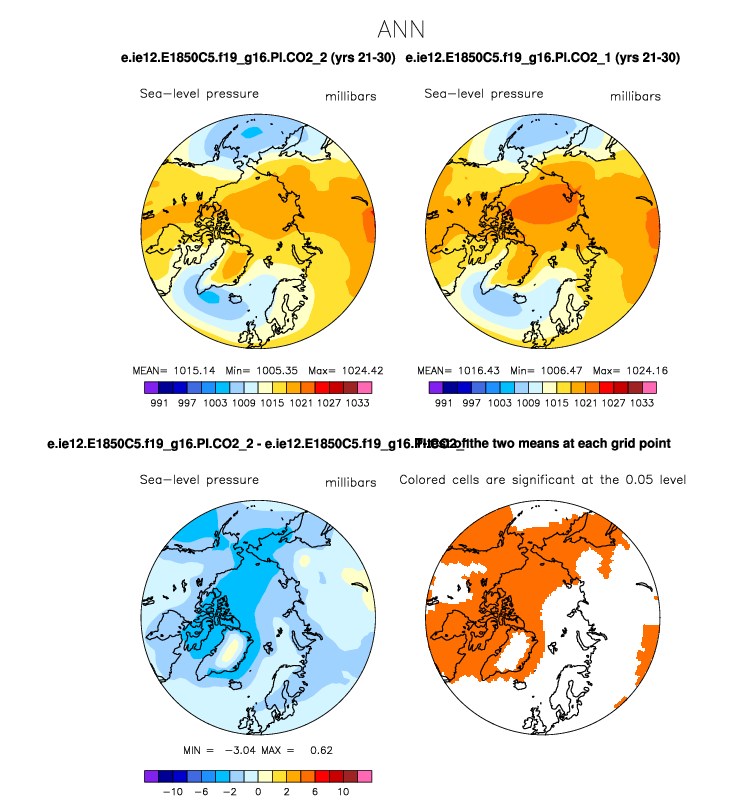 ANN
e.ie12.E1850C5.f19_g16.PI.CO2_2 (yrs 21-30) e.ie12.E1850C5.f19_g16.PI.CO2_1 (yrs 21-30)
Sea-level pressure millibars Sea-level pressure millibars
MEAN= 1015.14 Min= 1005.35 Max= 1024.42 MEAN= 1016.43 Min= 1006.47 Max= 1024.16
991 997 1003 1009 1015 1021 1027 1033 991 997 1003 1009 1015 1021 1027 1033
e.ie12.E1850C5.f19_g16.PI.CO2_2 - e.ie12.E1850C5.f19_g16.PI.CO2_1 of the two means at each grid point
Sea-level pressure millibars Colored cells are significant at the 0.05 level
MIN = -3.04 MAX = 0.62
-10 -6 -2 0 2 6 10